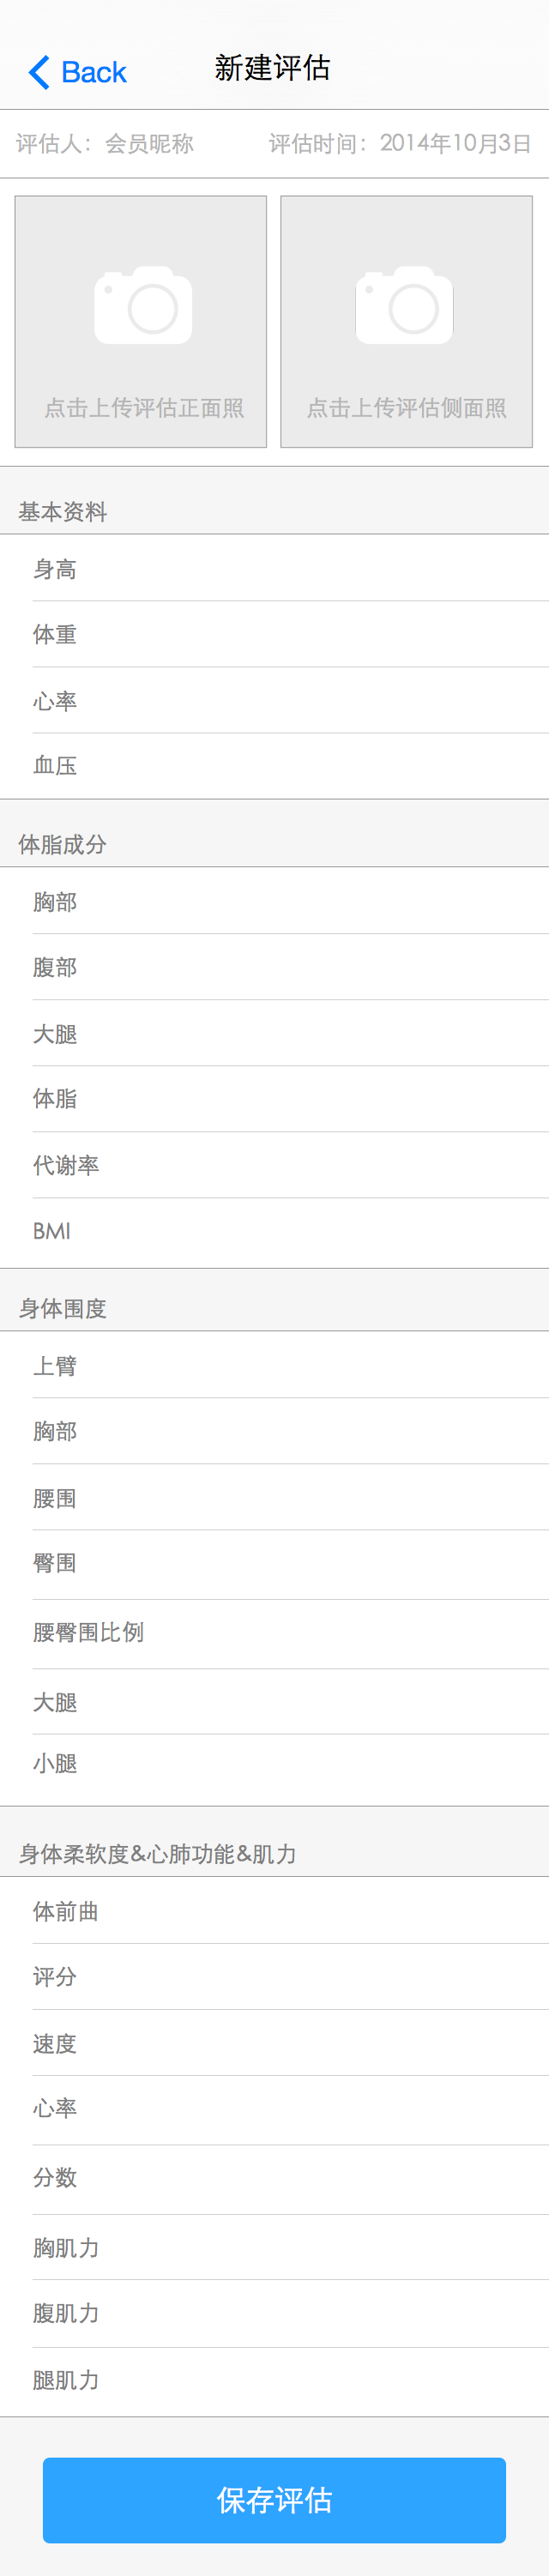 Back
新建评估
评估人：会员昵称
评估时间：2014年10月3日
点击上传评估正面照
点击上传评估侧面照
基本资料
身高
体重
心率
血压
体脂成分
胸部
腹部
大腿
体脂
代谢率
BMI
身体围度
上臂
胸部
腰围
臀围
腰臀围比例
大腿
小腿
身体柔软度&心肺功能&肌力
体前曲
评分
速度
心率
分数
胸肌力
腹肌力
腿肌力
保存评估